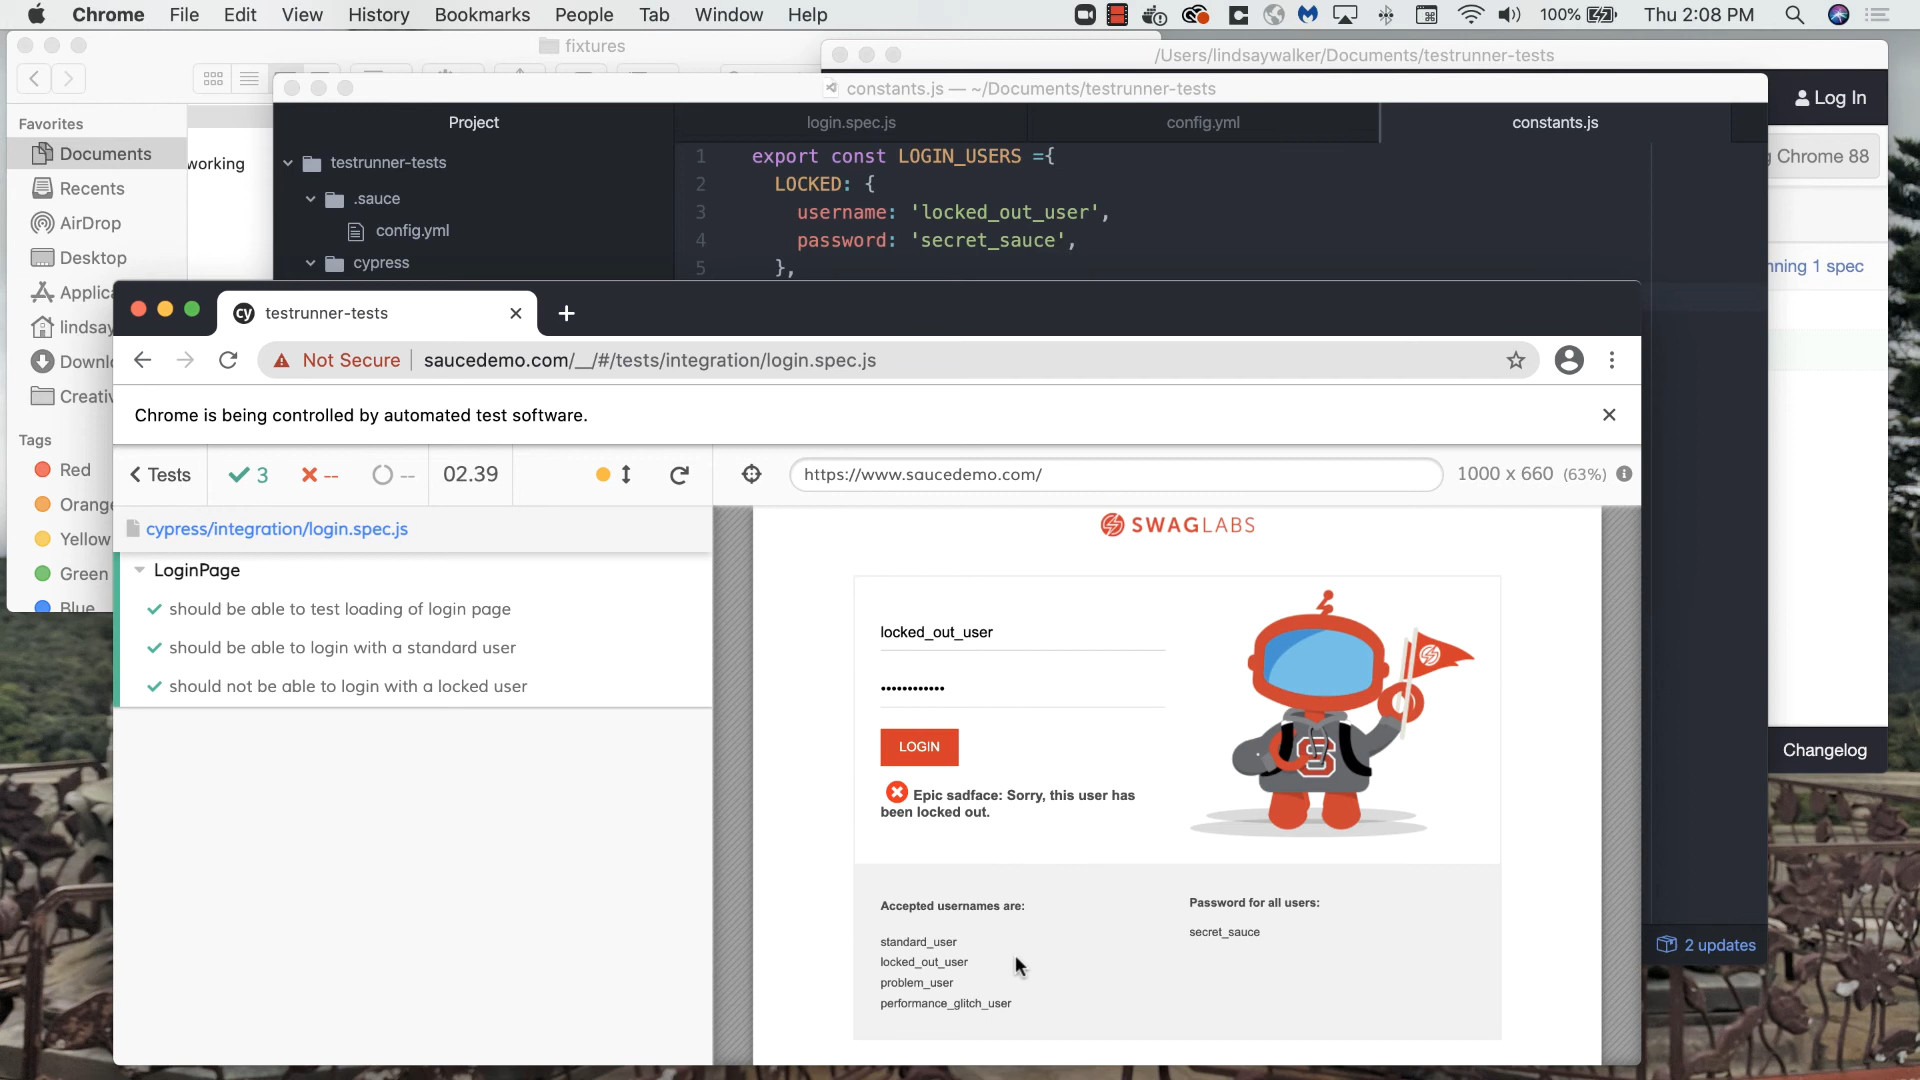 Chrome File Edit View History Bookmarks People Tab Window Help
100% Thu 2:08 PM
fixtures
Favorites
Documents
Recents
AirDrop
Desktop
Applica
lindsay
Downl
Creativ
Tags
Red
Orange
Yellow
Green
Blue
working
/Users/lindsaywalker/Documents/testrunner-tests
Log In
Chrome 88
nning 1 spec
Changelog
constants.js — ~/Documents/testrunner-tests
Project
login.spec.js
config.yml
constants.js
testrunner-tests
.sauce
config.yml
cypress
1 export const LOGIN_USERS ={
2 LOCKED: {
3 username: 'locked_out_user',
4 password: 'secret_sauce',
5 },
2 updates
cy testrunner-tests
Not Secure saucedemo.com/__/#/tests/integration/login.spec.js
Chrome is being controlled by automated test software.
Tests 3 -- -- 02.39
https://www.saucedemo.com/ 1000 x 660 (63%)
cypress/integration/login.spec.js
LoginPage
should be able to test loading of login page
should be able to login with a standard user
should not be able to login with a locked user
SWAGLABS
locked_out_user
••••••••••••
LOGIN
Epic sadface: Sorry, this user has
been locked out.
Accepted usernames are:
standard_user
locked_out_user
problem_user
performance_glitch_user
Password for all users:
secret_sauce